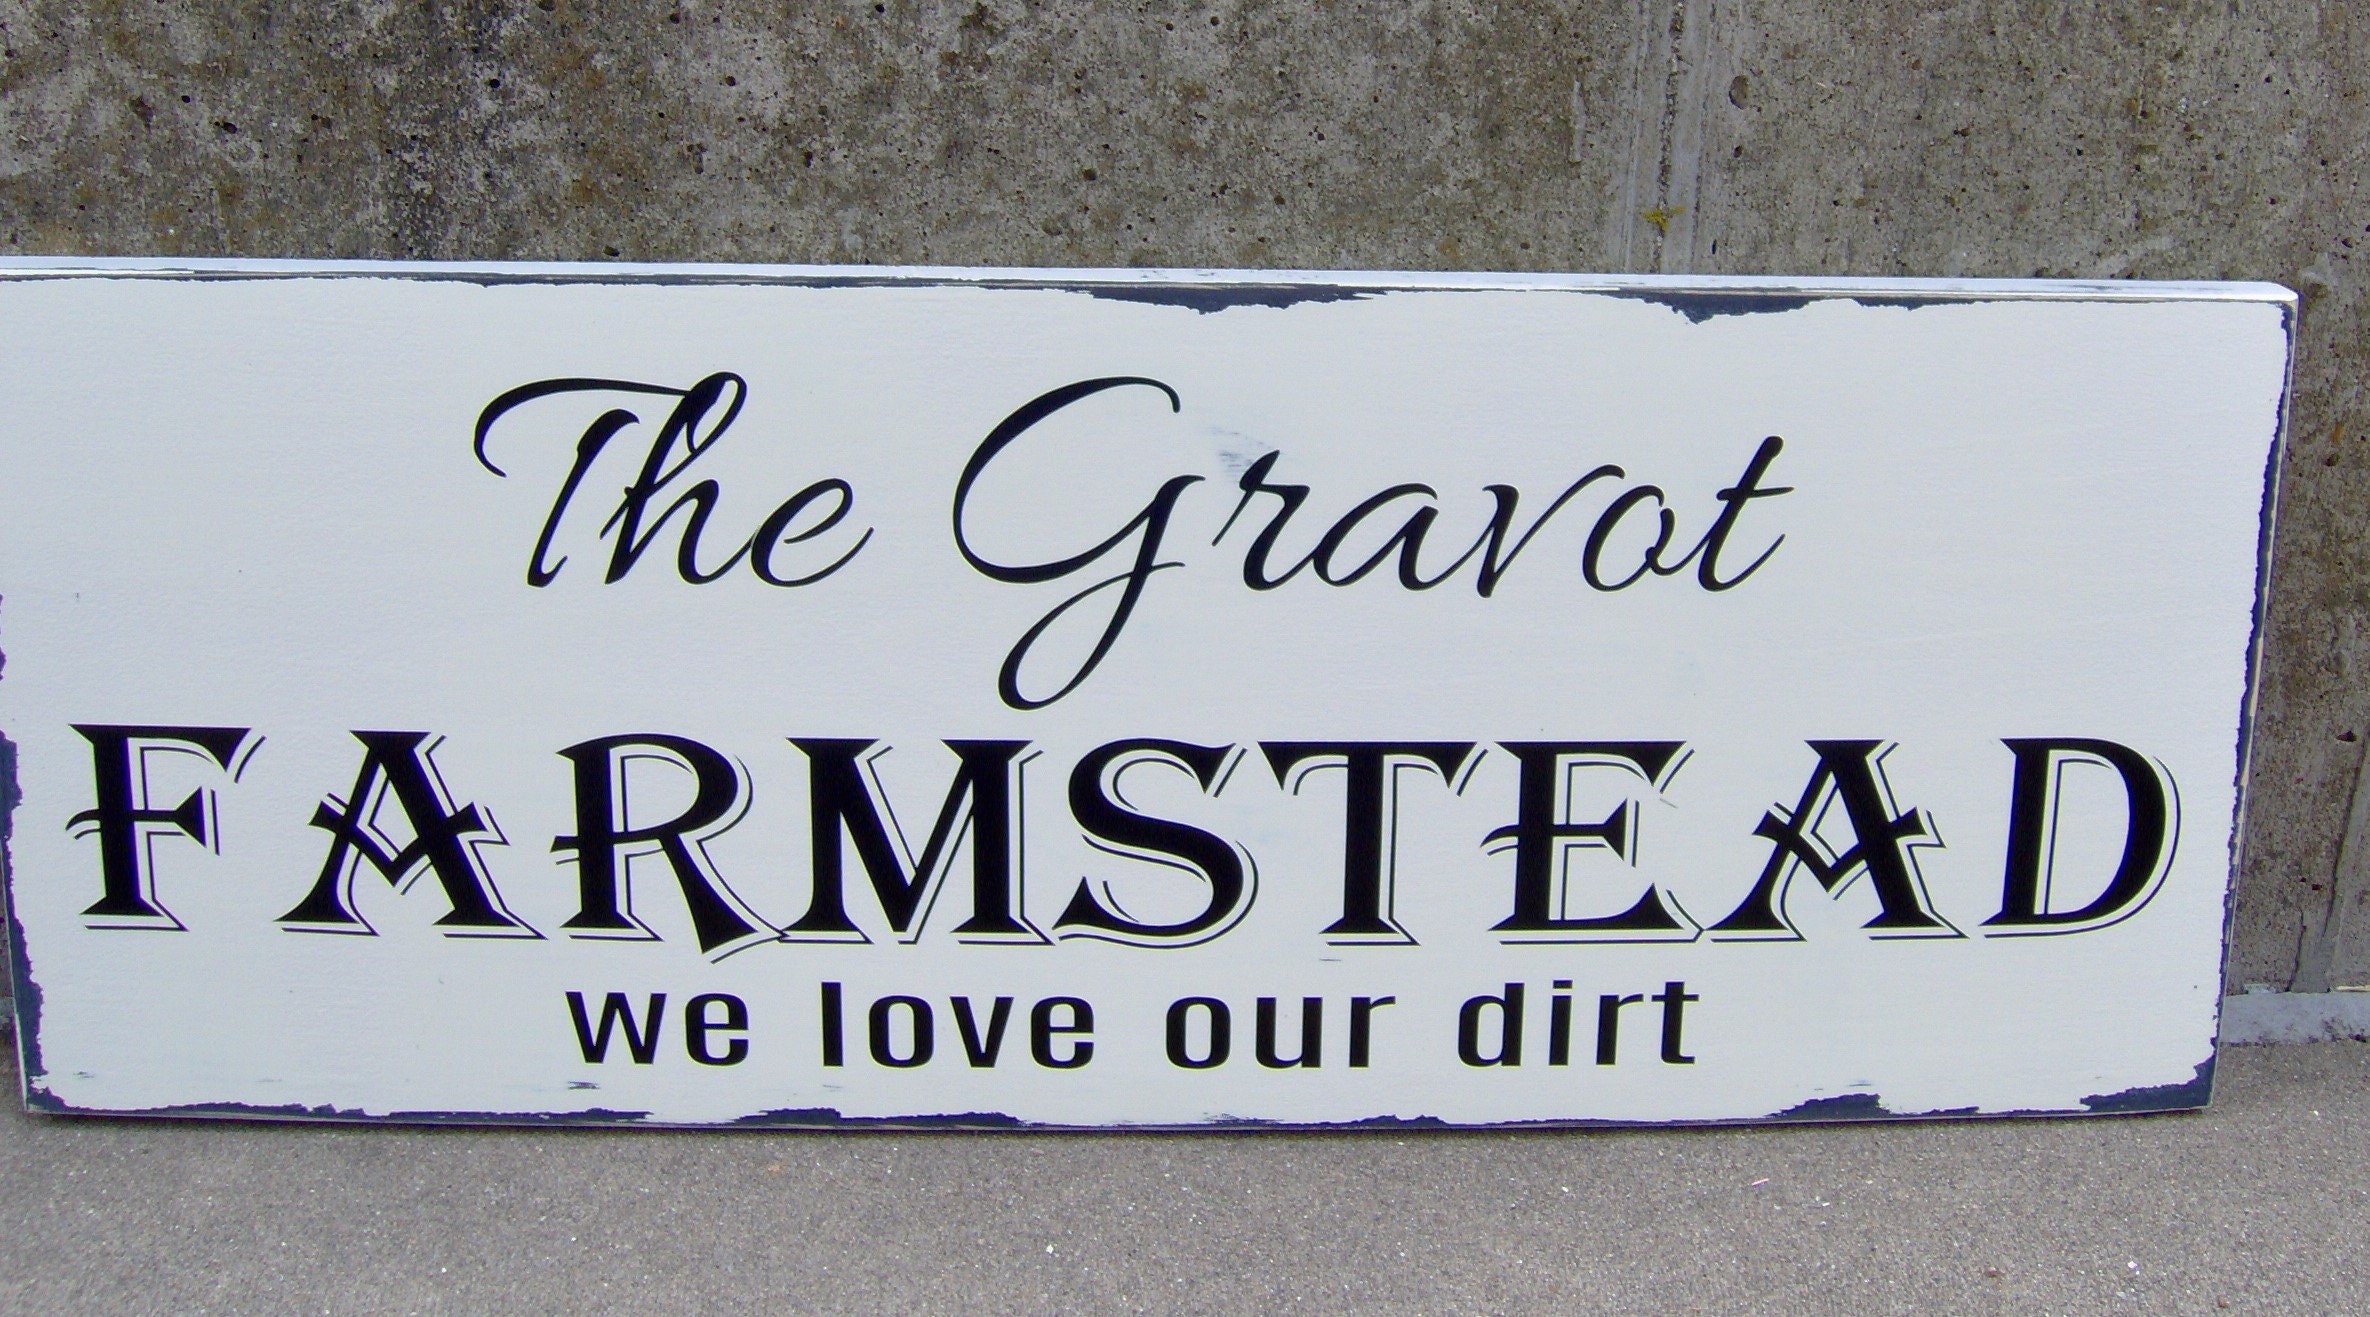 The Gravot
FARMSTEAD
we love our dirt